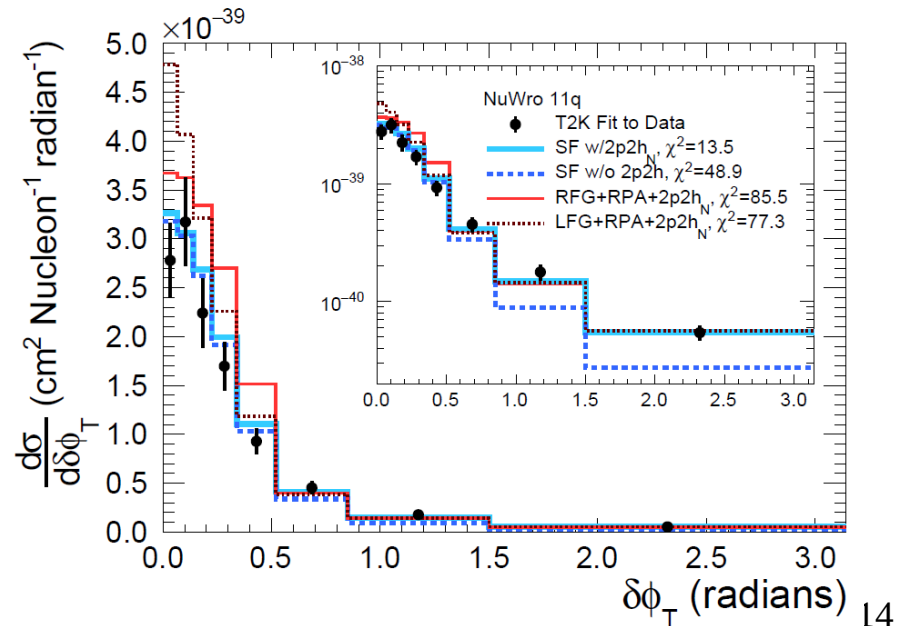 ×10⁻³⁹
dσ/dδϕ_T (cm² Nucleon⁻¹ radian⁻¹)
5.0
4.5
4.0
3.5
3.0
2.5
2.0
1.5
1.0
0.5
0.0
10⁻³⁸
10⁻³⁹
10⁻⁴⁰
NuWro 11q
T2K Fit to Data
SF w/2p2h_N, χ²=13.5
SF w/o 2p2h, χ²=48.9
RFG+RPA+2p2h_N, χ²=85.5
LFG+RPA+2p2h_N, χ²=77.3
0.0 0.5 1.0 1.5 2.0 2.5 3.0
0.0 0.5 1.0 1.5 2.0 2.5 3.0
δϕ_T (radians)
14